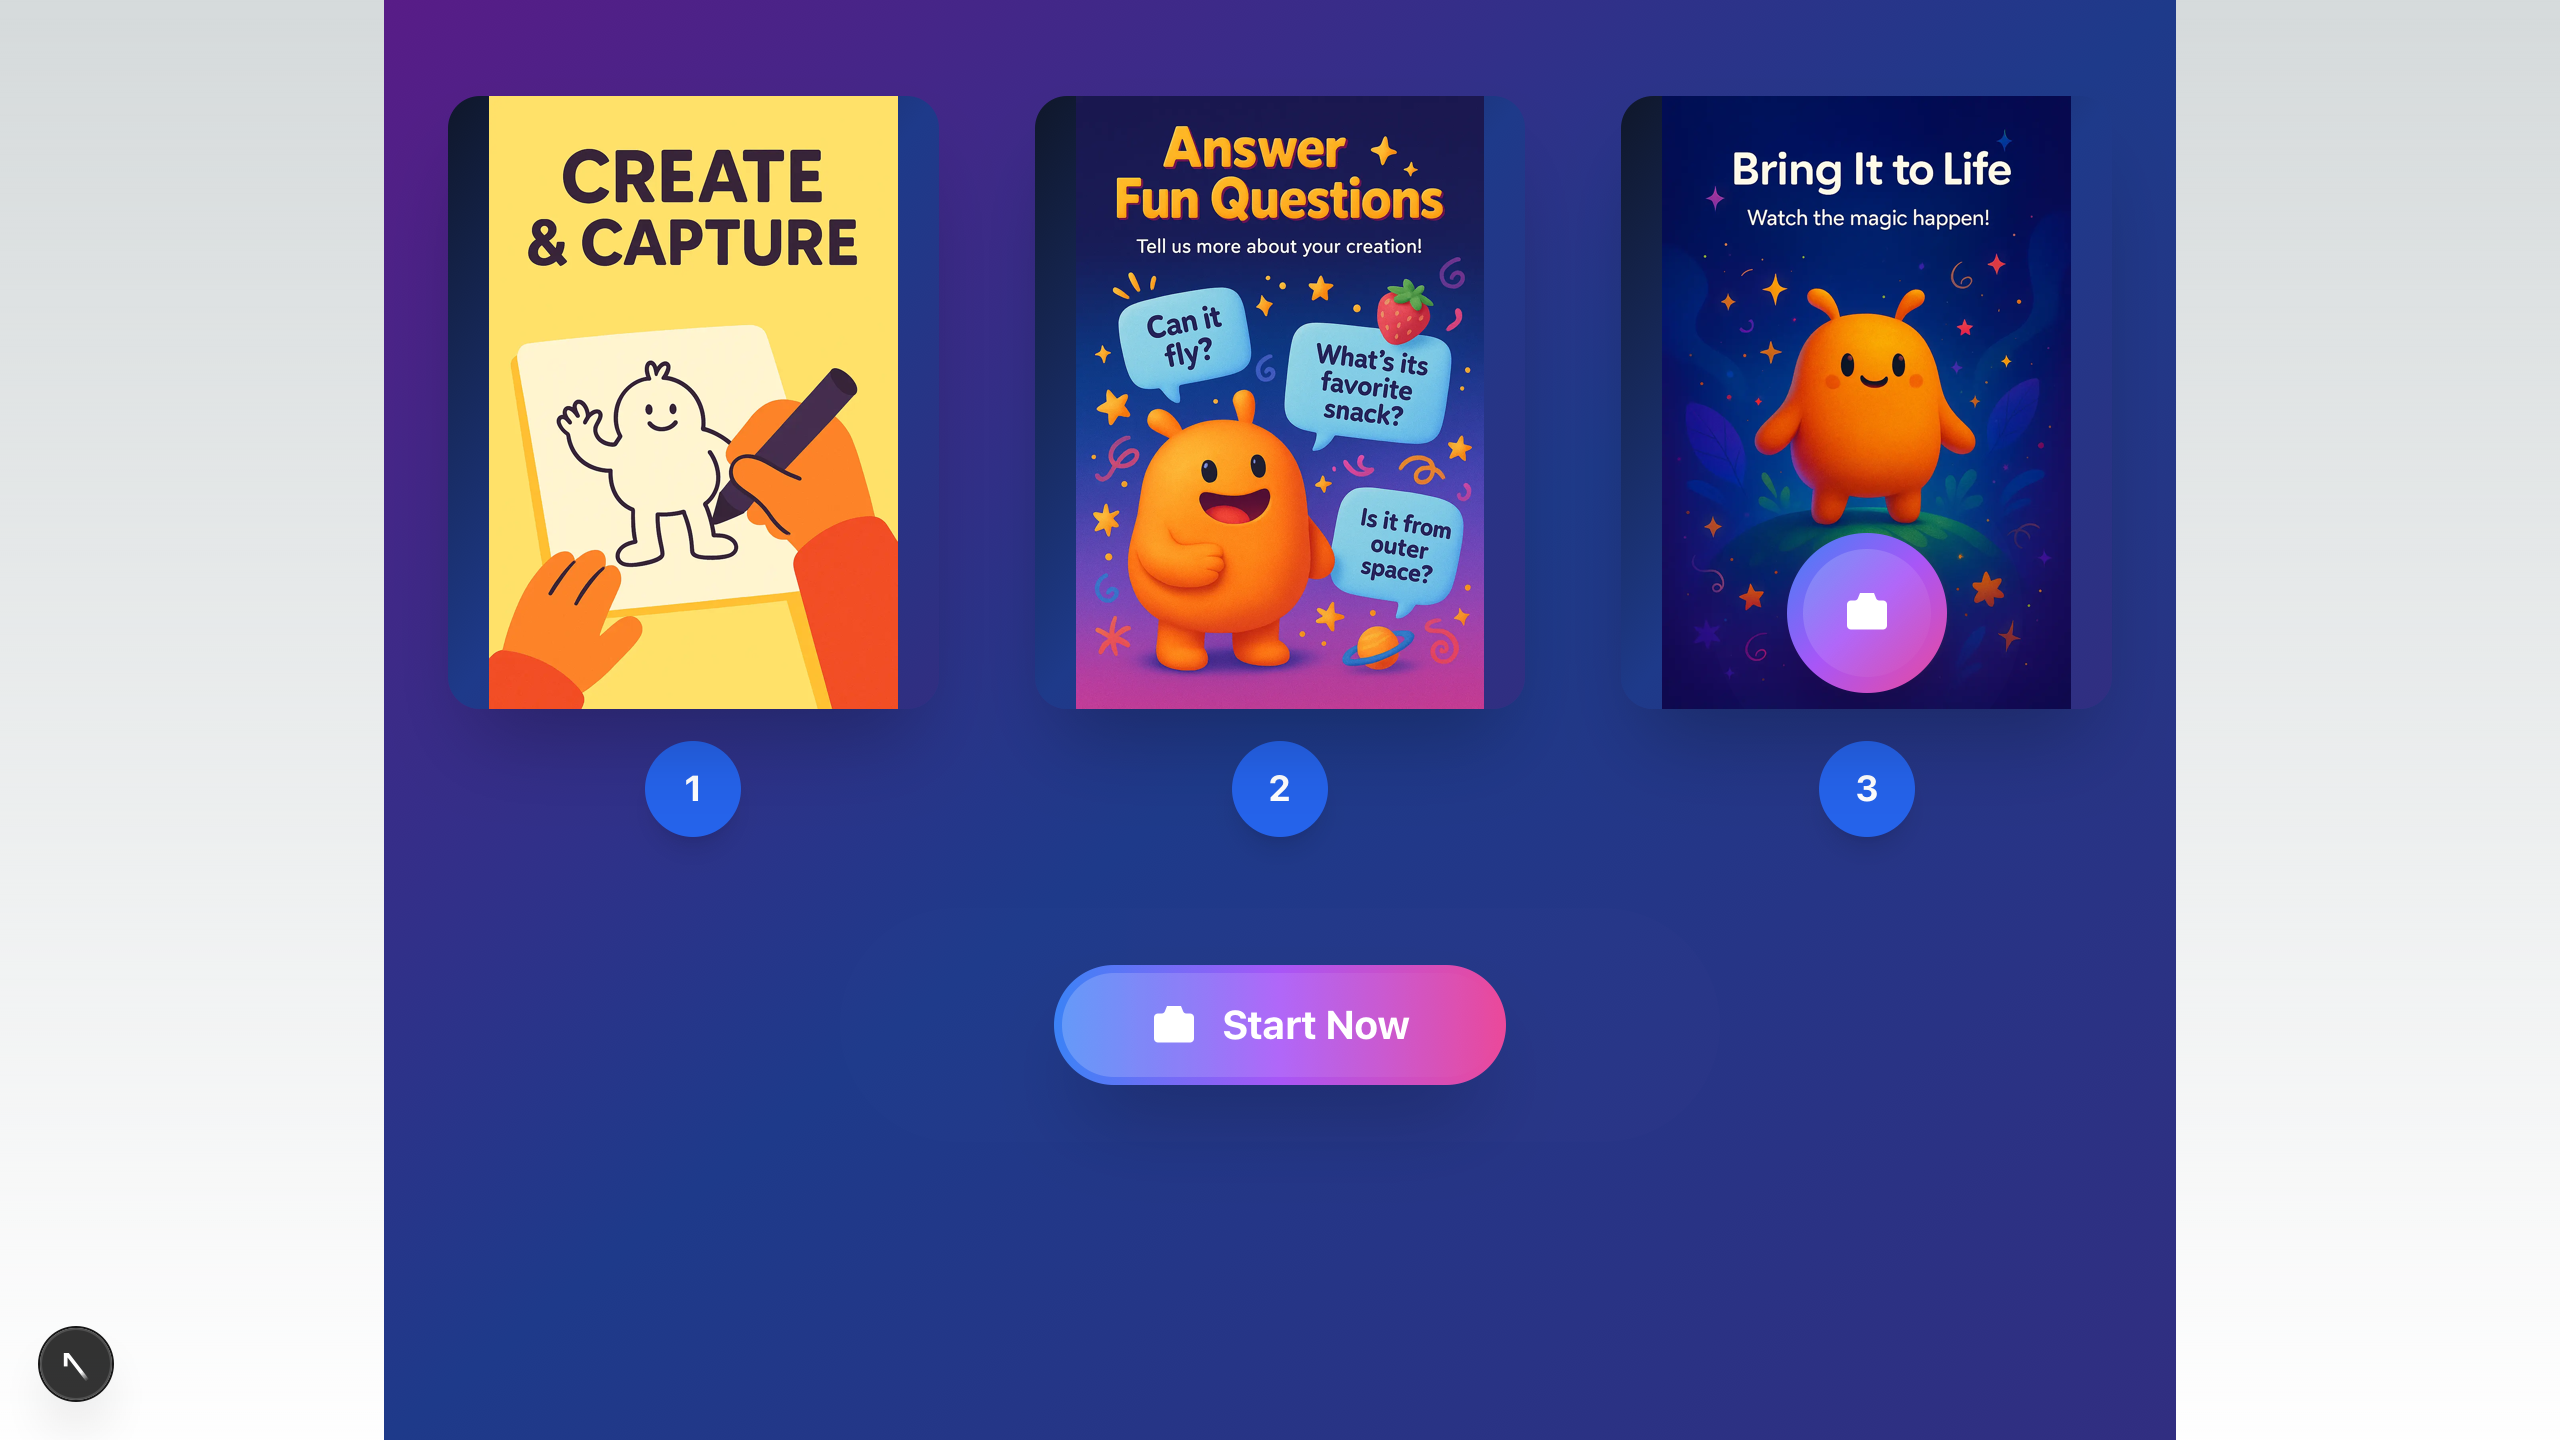 CREATE
& CAPTURE
1
Answer
Fun Questions
Tell us more about your creation!
Can it
fly?
What's its
favorite
snack?
Is it from
outer
space?
2
Bring It to Life
Watch the magic happen!
3
Start Now